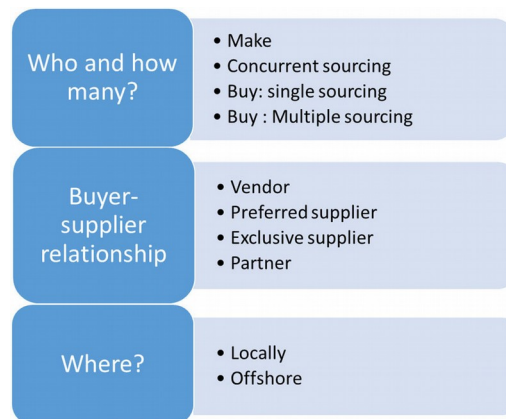 Who and how
many?
• Make
• Concurrent sourcing
• Buy: single sourcing
• Buy : Multiple sourcing
Buyer-
supplier
relationship
• Vendor
• Preferred supplier
• Exclusive supplier
• Partner
Where?
• Locally
• Offshore